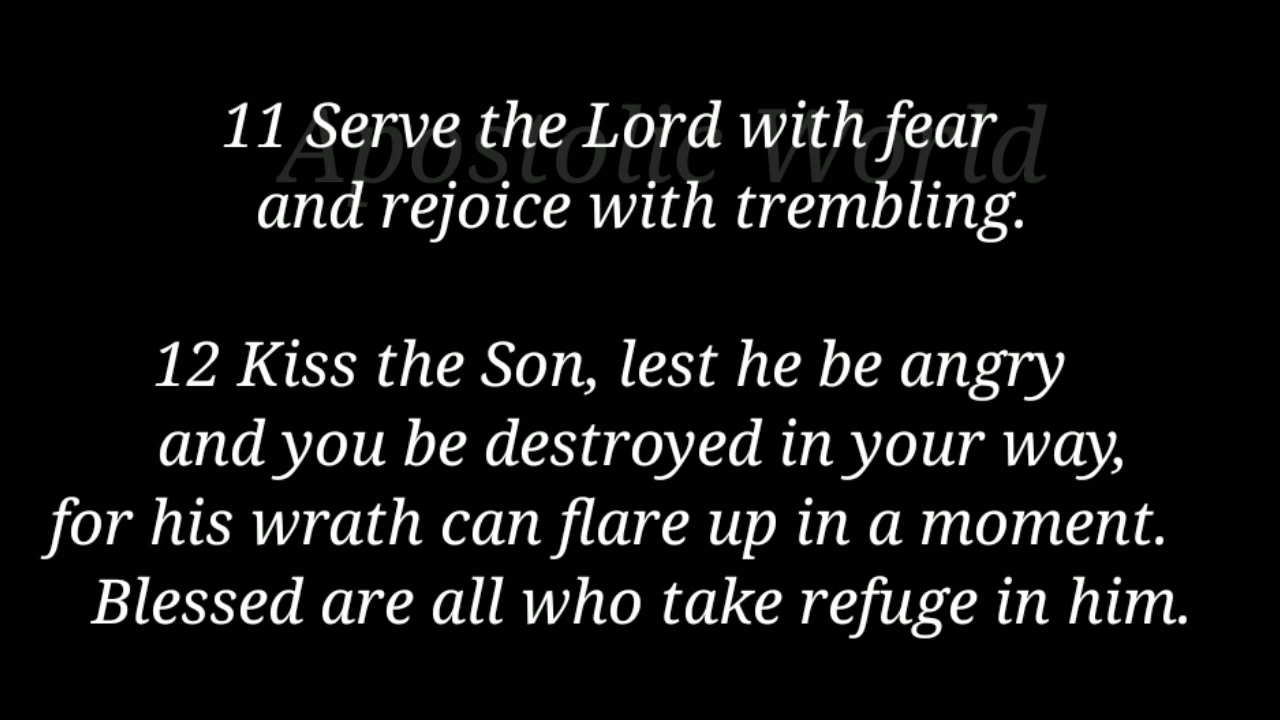 Apostolic World
11 Serve the Lord with fear
and rejoice with trembling.
12 Kiss the Son, lest he be angry
and you be destroyed in your way,
for his wrath can flare up in a moment.
Blessed are all who take refuge in him.